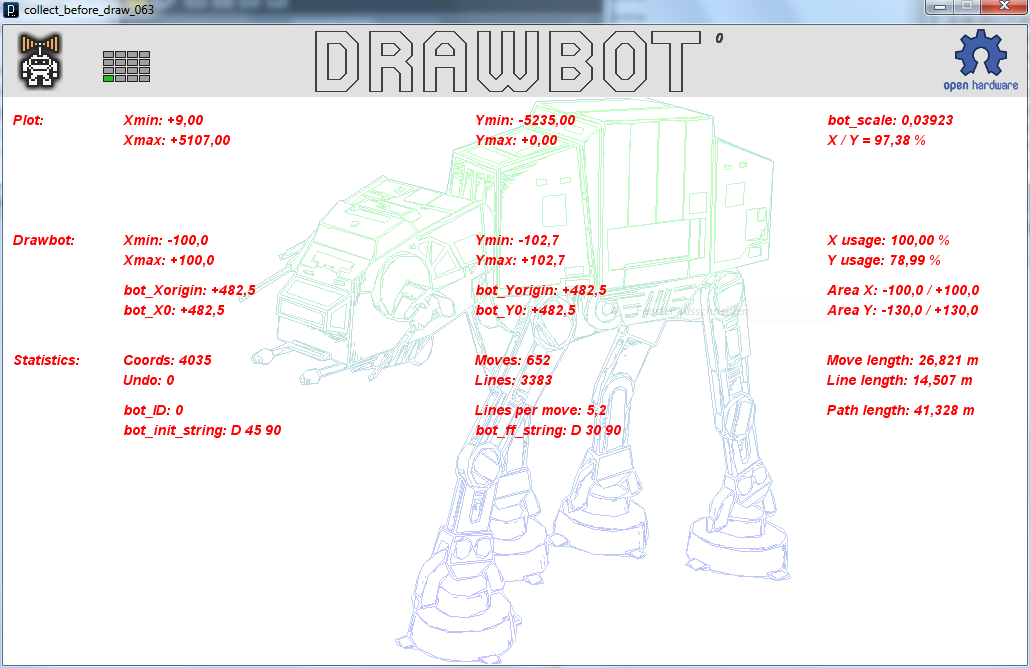 collect_before_draw_063
DRAWBOT 0
open hardware
Plot: Xmin: +9,00 Ymin: -5235,00 bot_scale: 0,03923
Xmax: +5107,00 Ymax: +0,00 X / Y = 97,38 %
Drawbot: Xmin: -100,0 Ymin: -102,7 X usage: 100,00 %
Xmax: +100,0 Ymax: +102,7 Y usage: 78,99 %
bot_Xorigin: +482,5 bot_Yorigin: +482,5 Area X: -100,0 / +100,0
bot_X0: +482,5 bot_Y0: +482,5 Area Y: -130,0 / +130,0
Statistics: Coords: 4035 Moves: 652 Move length: 26,821 m
Undo: 0 Lines: 3383 Line length: 14,507 m
bot_ID: 0 Lines per move: 5,2 Path length: 41,328 m
bot_init_string: D 45 90 bot_ff_string: D 30 90